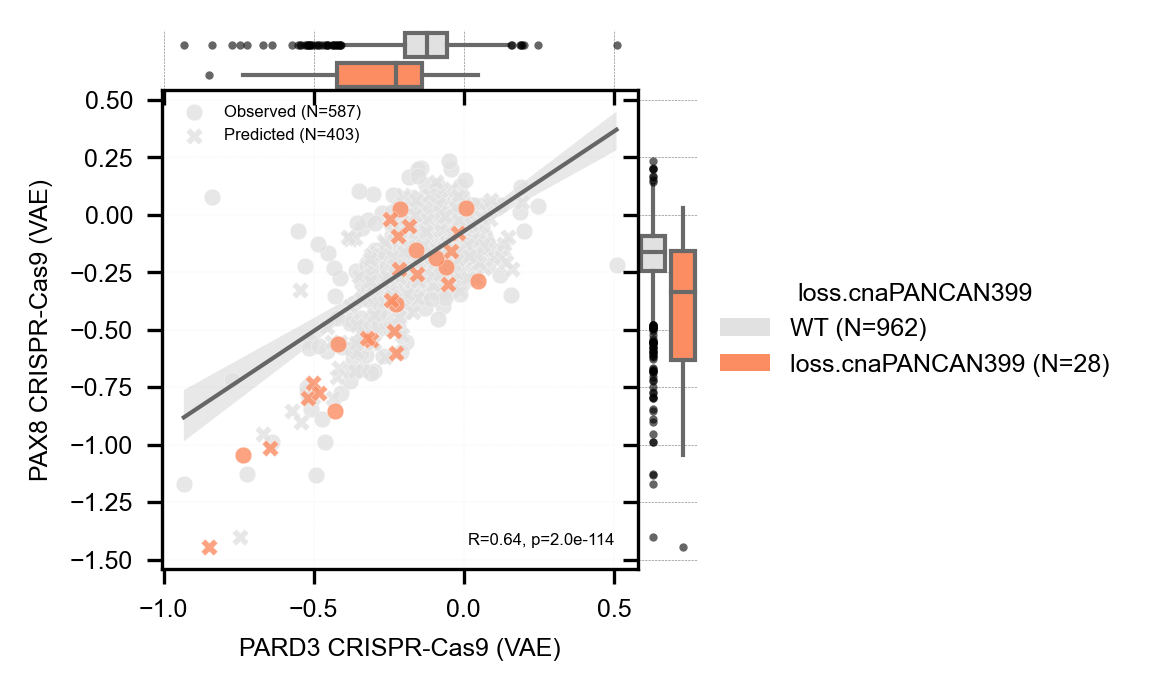 Observed (N=587)
Predicted (N=403)
0.50
0.25
0.00
−0.25
−0.50
−0.75
−1.00
−1.25
−1.50
PAX8 CRISPR-Cas9 (VAE)
R=0.64, p=2.0e-114
−1.0
−0.5
0.0
0.5
PARD3 CRISPR-Cas9 (VAE)
loss.cnaPANCAN399
WT (N=962)
loss.cnaPANCAN399 (N=28)